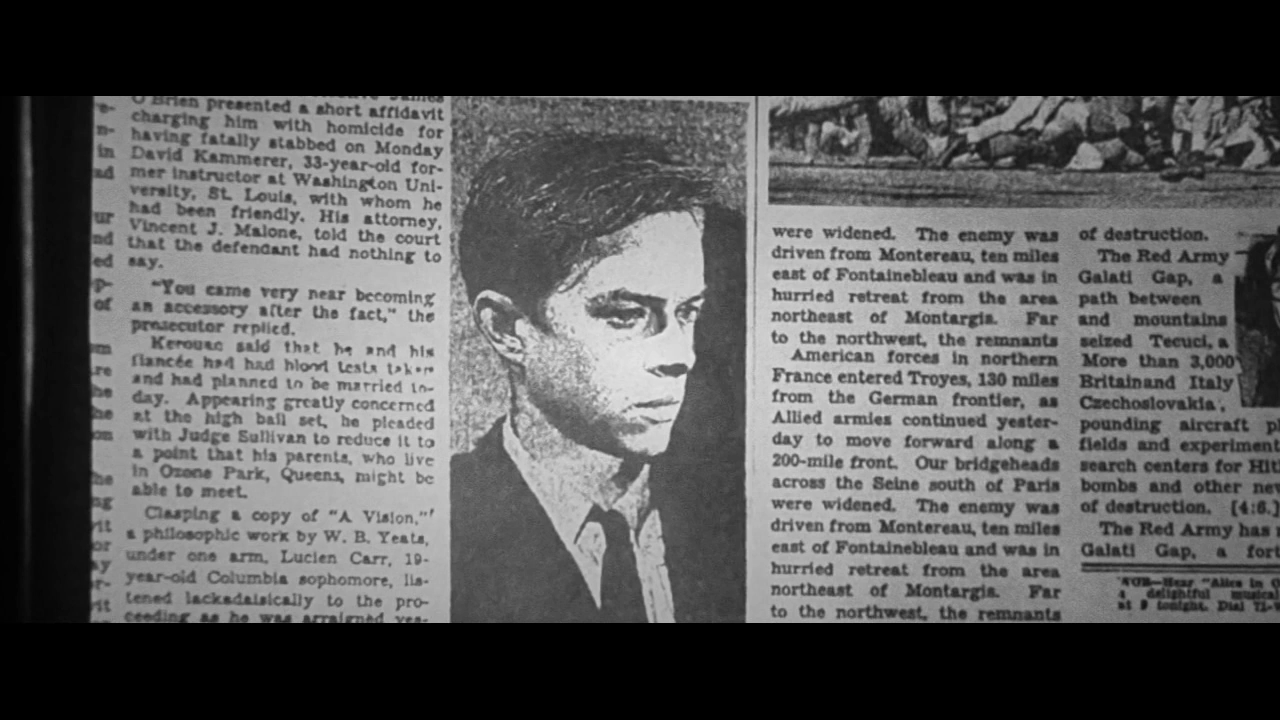 O'Brien presented a short affidavit
charging him with homicide for
having fatally stabbed on Monday
David Kammerer, 33-year-old for-
mer instructor at Washington Uni-
versity, St. Louis, with whom he
had been friendly. His attorney,
Vincent J. Malone, told the court
that the defendant had nothing to
say.
"You came very near becoming
an accessory after the fact," the
prosecutor replied.
Kerouac said that he and his
fiancée had had blood tests taken
and had planned to be married to-
day. Appearing greatly concerned
at the high bail set, he pleaded
with Judge Sullivan to reduce it to
a point that his parents, who live
in Ozone Park, Queens, might be
able to meet.
Clasping a copy of "A Vision,"
a philosophic work by W. B. Yeats,
under one arm, Lucien Carr, 19-
year-old Columbia sophomore, lis-
tened lackadaisically to the pro-
ceeding as he was arraigned yes-
were widened. The enemy was
driven from Montereau, ten miles
east of Fontainebleau and was in
hurried retreat from the area
northeast of Montargis. Far
to the northwest, the remnants
American forces in northern
France entered Troyes, 130 miles
from the German frontier, as
Allied armies continued yester-
day to move forward along a
200-mile front. Our bridgeheads
across the Seine south of Paris
were widened. The enemy was
driven from Montereau, ten miles
east of Fontainebleau and was in
hurried retreat from the area
northeast of Montargis. Far
to the northwest, the remnants
of destruction.
The Red Army
Galati Gap, a
path between
and mountains
seized Tecuci, a
More than 3,000
Britainand Italy
Czechoslovakia,
pounding aircraft pl
fields and experiment
search centers for Hit
bombs and other new
of destruction. [4:6.]
The Red Army has
Galati Gap, a fort
WOR—Hear "Alice in
a delightful musical
at 9 tonight. Dial